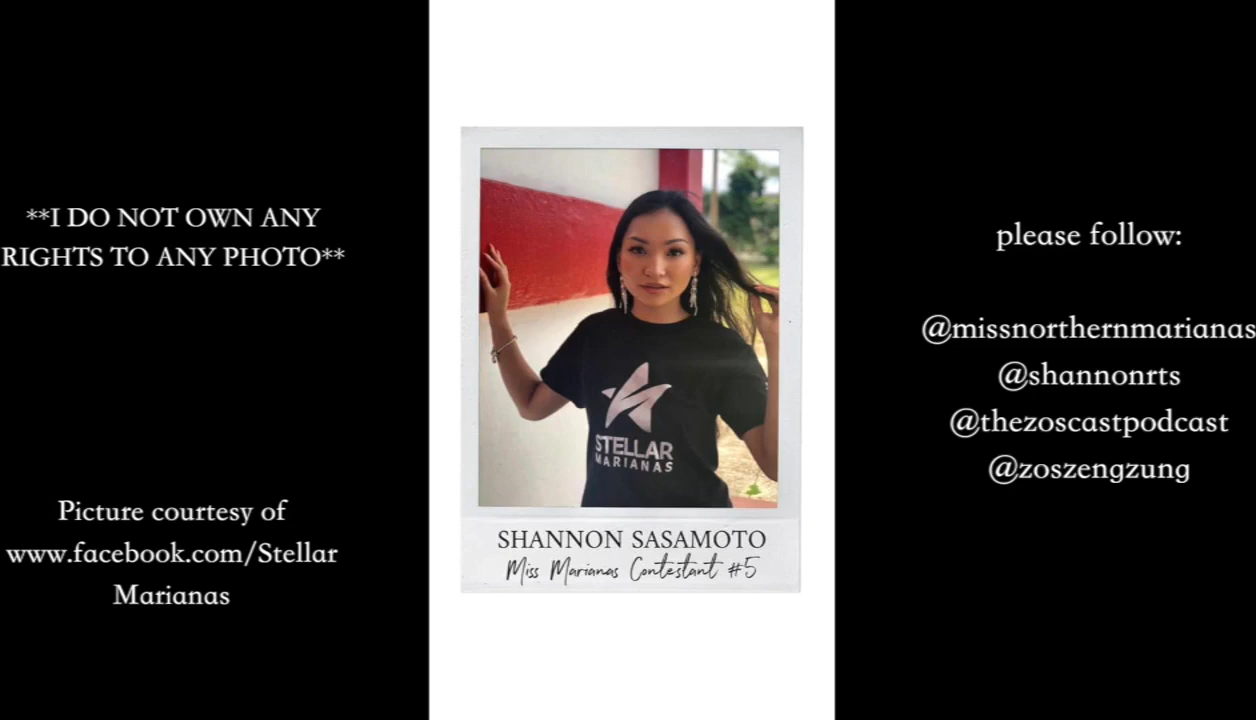 **I DO NOT OWN ANY
RIGHTS TO ANY PHOTO**
Picture courtesy of
www.facebook.com/Stellar
Marianas
STELLAR
MARIANAS
SHANNON SASAMOTO
Miss Marianas Contestant #5
please follow:
@missnorthernmarianas
@shannonrts
@thezoscastpodcast
@zoszengzung